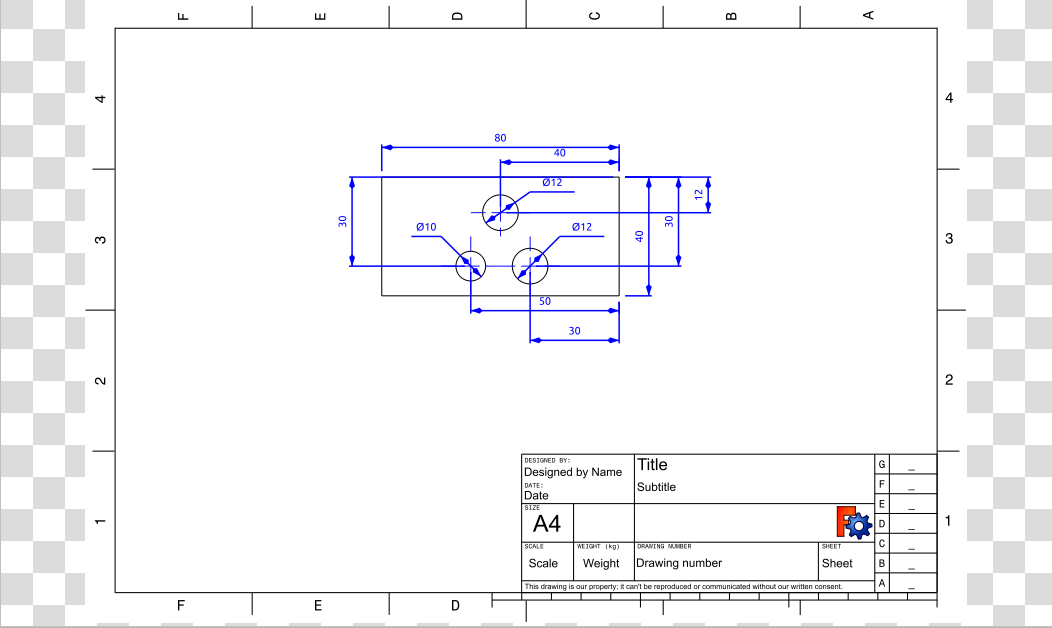 F E D C B A
4 4
80
40
Ø12
12
30
30
Ø10
Ø12
40
3 3
50
30
2 2
DESIGNED BY:
Designed by Name
Title
G _
DATE:
Date
Subtitle
F _
SIZE
A4
E _
D _
SCALE
Scale
WEIGHT (kg)
Weight
DRAWING NUMBER
Drawing number
SHEET
Sheet
C _
B _
This drawing is our property; it can't be reproduced or communicated without our written consent.
A _
1 1
F E D